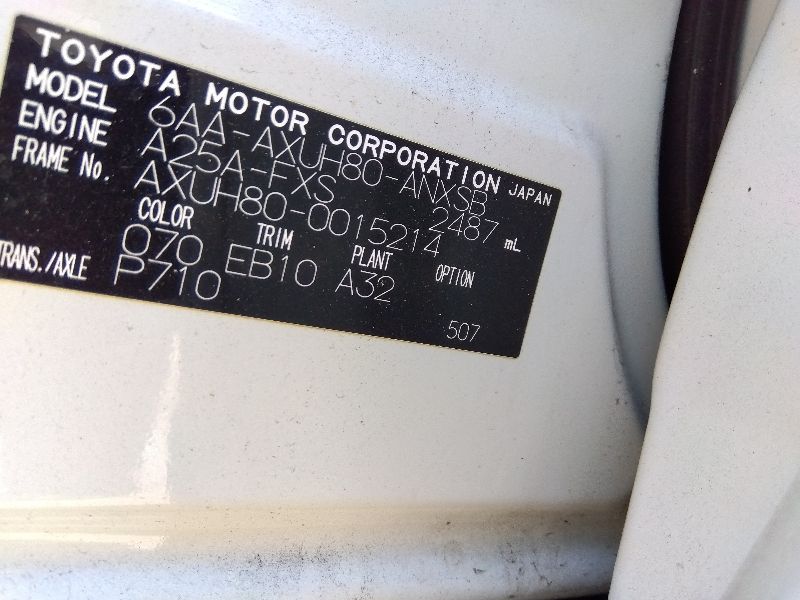 TOYOTA MOTOR CORPORATION JAPAN
MODEL 6AA-AXUH80-ANXSB
ENGINE A25A-FXS 2487 mL
FRAME No. AXUH80-0015214
COLOR TRIM PLANT OPTION
070 EB10 A32
TRANS./AXLE P710
507